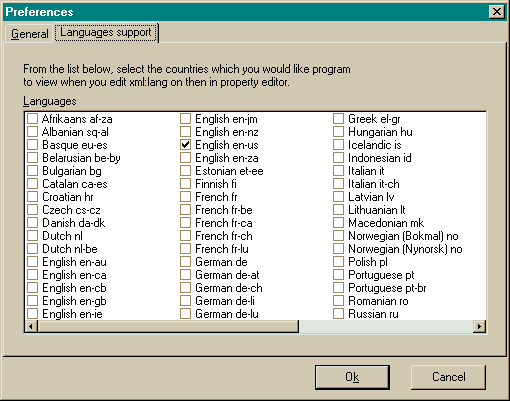 Preferences
General
Languages support
From the list below, select the countries which you would like program
to view when you edit xml:lang on then in property editor.
Languages
Afrikaans af-za
Albanian sq-al
Basque eu-es
Belarusian be-by
Bulgarian bg
Catalan ca-es
Croatian hr
Czech cs-cz
Danish da-dk
Dutch nl
Dutch nl-be
English en-au
English en-ca
English en-cb
English en-gb
English en-ie
English en-jm
English en-nz
English en-us
English en-za
Estonian et-ee
Finnish fi
French fr
French fr-be
French fr-ca
French fr-ch
French fr-lu
German de
German de-at
German de-ch
German de-li
German de-lu
Greek el-gr
Hungarian hu
Icelandic is
Indonesian id
Italian it
Italian it-ch
Latvian lv
Lithuanian lt
Macedonian mk
Norwegian (Bokmal) no
Norwegian (Nynorsk) no
Polish pl
Portuguese pt
Portuguese pt-br
Romanian ro
Russian ru
Ok
Cancel